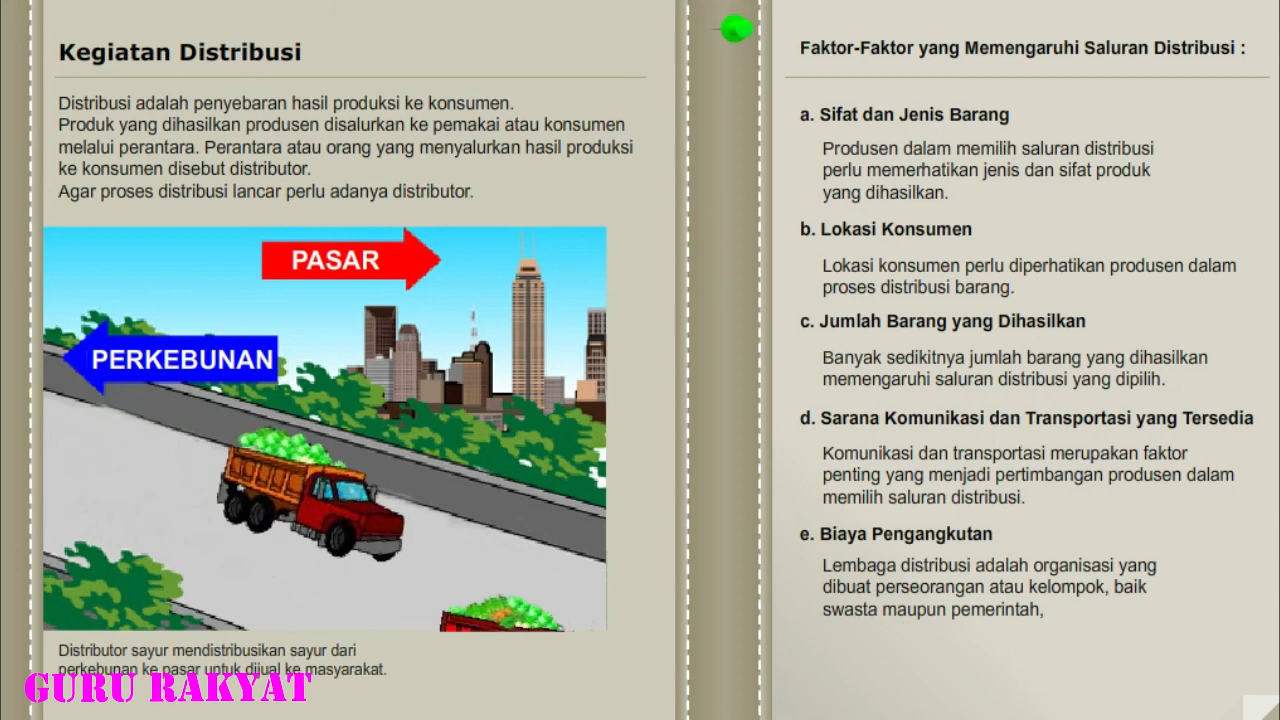 Kegiatan Distribusi
Distribusi adalah penyebaran hasil produksi ke konsumen.
Produk yang dihasilkan produsen disalurkan ke pemakai atau konsumen
melalui perantara. Perantara atau orang yang menyalurkan hasil produksi
ke konsumen disebut distributor.
Agar proses distribusi lancar perlu adanya distributor.
PASAR
PERKEBUNAN
Distributor sayur mendistribusikan sayur dari
perkebunan ke pasar untuk dijual ke masyarakat.
GURU RAKYAT
Faktor-Faktor yang Memengaruhi Saluran Distribusi :
a. Sifat dan Jenis Barang
Produsen dalam memilih saluran distribusi
perlu memerhatikan jenis dan sifat produk
yang dihasilkan.
b. Lokasi Konsumen
Lokasi konsumen perlu diperhatikan produsen dalam
proses distribusi barang.
c. Jumlah Barang yang Dihasilkan
Banyak sedikitnya jumlah barang yang dihasilkan
memengaruhi saluran distribusi yang dipilih.
d. Sarana Komunikasi dan Transportasi yang Tersedia
Komunikasi dan transportasi merupakan faktor
penting yang menjadi pertimbangan produsen dalam
memilih saluran distribusi.
e. Biaya Pengangkutan
Lembaga distribusi adalah organisasi yang
dibuat perseorangan atau kelompok, baik
swasta maupun pemerintah,